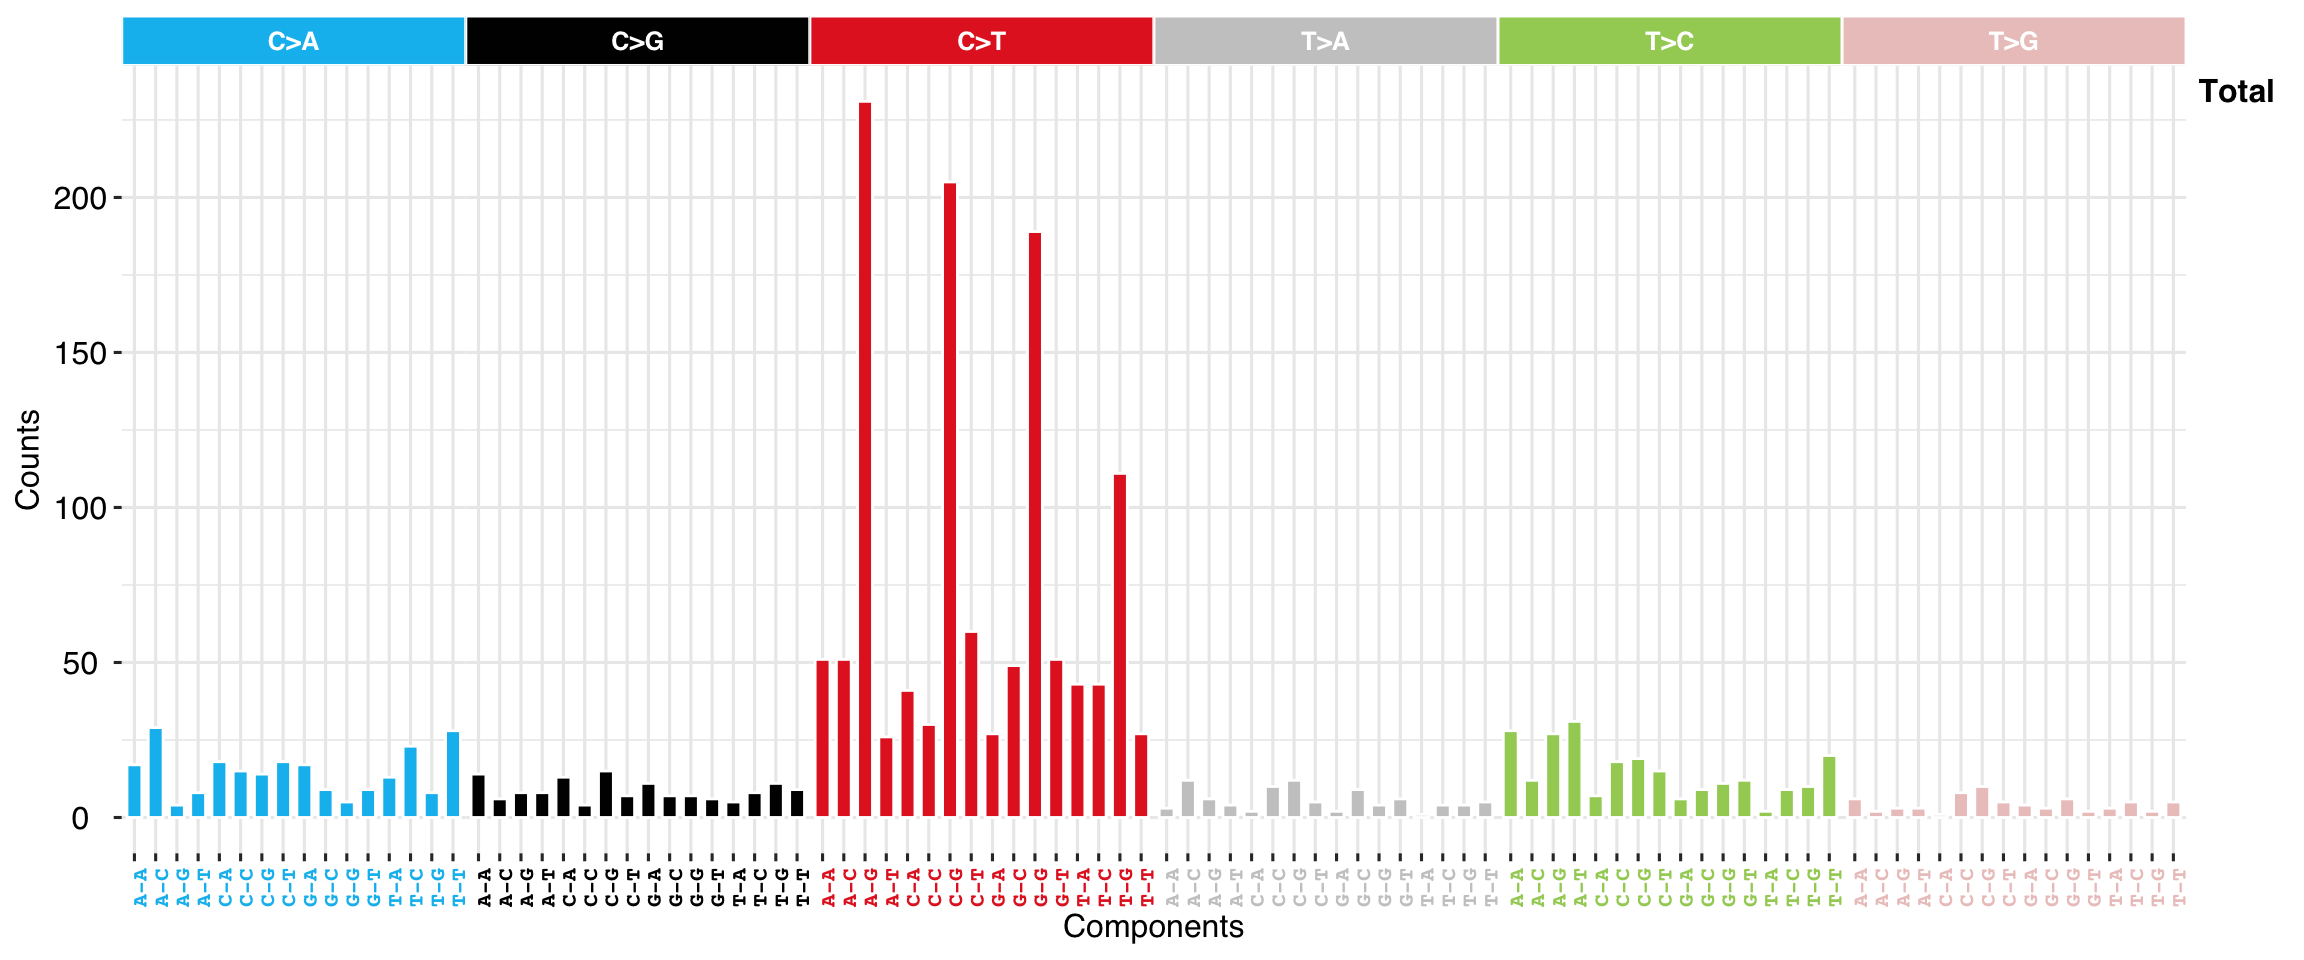 C>A C>G C>T T>A T>C T>G
Total
200
150
100
50
0
Counts
A-A A-C A-G A-T C-A C-C C-G C-T G-A G-C G-G G-T T-A T-C T-G T-T A-A A-C A-G A-T C-A C-C C-G C-T G-A G-C G-G G-T T-A T-C T-G T-T A-A A-C A-G A-T C-A C-C C-G C-T G-A G-C G-G G-T T-A T-C T-G T-T A-A A-C A-G A-T C-A C-C C-G C-T G-A G-C G-G G-T T-A T-C T-G T-T A-A A-C A-G A-T C-A C-C C-G C-T G-A G-C G-G G-T T-A T-C T-G T-T A-A A-C A-G A-T C-A C-C C-G C-T G-A G-C G-G G-T T-A T-C T-G T-T
Components